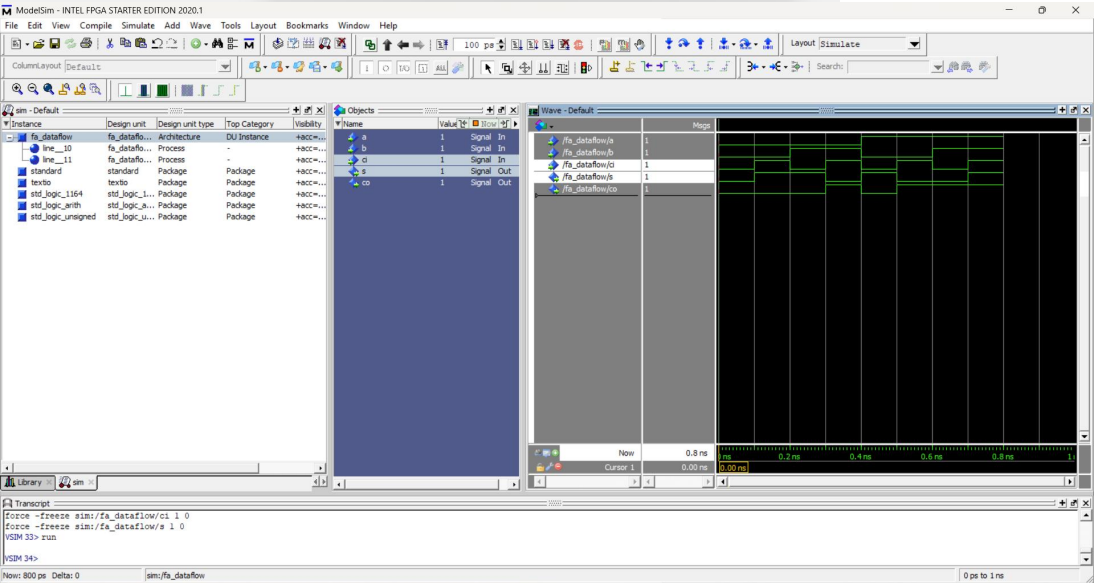 ModelSim - INTEL FPGA STARTER EDITION 2020.1
File Edit View Compile Simulate Add Wave Tools Layout Bookmarks Window Help
100 ps
Layout Simulate
ColumnLayout Default
Search:
sim - Default
Instance Design unit Design unit type Top Category Visibility
fa_dataflow fa_dataflo... Architecture DU Instance +acc=...
line__10 fa_dataflo... Process - +acc=...
line__11 fa_dataflo... Process - +acc=...
standard standard Package Package +acc=...
textio textio Package Package +acc=...
std_logic_1164 std_logic_1... Package Package +acc=...
std_logic_arith std_logic_a... Package Package +acc=...
std_logic_unsigned std_logic_u... Package Package +acc=...
Library
sim
Objects
Name Value Now
a 1 Signal In
b 1 Signal In
ci 1 Signal In
s 1 Signal Out
co 1 Signal Out
Wave - Default
Msgs
/fa_dataflow/a 1
/fa_dataflow/b 1
/fa_dataflow/ci 1
/fa_dataflow/s 1
/fa_dataflow/co 1
Now 0.8 ns
0.2 ns 0.4 ns 0.6 ns 0.8 ns
Cursor 1 0.00 ns
0.00 ns
Transcript
force -freeze sim:/fa_dataflow/ci 1 0
force -freeze sim:/fa_dataflow/s 1 0
VSIM 33> run
VSIM 34>
Now: 800 ps Delta: 0
sim:/fa_dataflow
0 ps to 1 ns